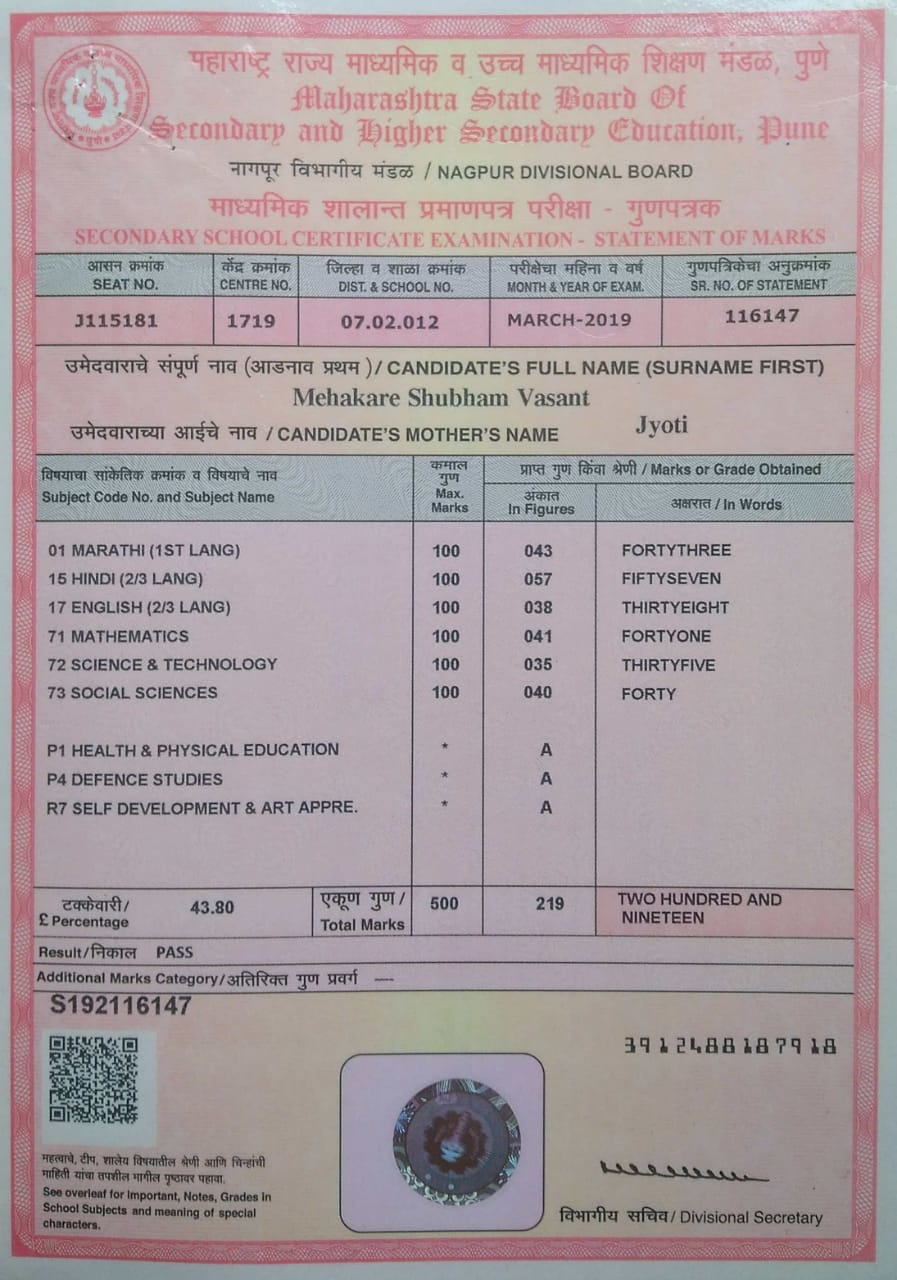 महाराष्ट्र राज्य माध्यमिक व उच्च माध्यमिक शिक्षण मंडळ, पुणे
Maharashtra State Board Of
Secondary and Higher Secondary Education, Pune
नागपूर विभागीय मंडळ / NAGPUR DIVISIONAL BOARD
माध्यमिक शालान्त प्रमाणपत्र परीक्षा - गुणपत्रक
SECONDARY SCHOOL CERTIFICATE EXAMINATION - STATEMENT OF MARKS
आसन क्रमांक केंद्र क्रमांक जिल्हा व शाळा क्रमांक परीक्षेचा महिना व वर्ष गुणपत्रिकेचा अनुक्रमांक
SEAT NO. CENTRE NO. DIST. & SCHOOL NO. MONTH & YEAR OF EXAM. SR. NO. OF STATEMENT
J115181 1719 07.02.012 MARCH-2019 116147
उमेदवाराचे संपूर्ण नाव (आडनाव प्रथम )/ CANDIDATE'S FULL NAME (SURNAME FIRST)
Mehakare Shubham Vasant
उमेदवाराच्या आईचे नाव / CANDIDATE'S MOTHER'S NAME Jyoti
विषयाचा सांकेतिक क्रमांक व विषयाचे नाव
Subject Code No. and Subject Name
कमाल
गुण
Max.
Marks
प्राप्त गुण किंवा श्रेणी / Marks or Grade Obtained
अंकात
In Figures
अक्षरात / In Words
01 MARATHI (1ST LANG) 100 043 FORTYTHREE
15 HINDI (2/3 LANG) 100 057 FIFTYSEVEN
17 ENGLISH (2/3 LANG) 100 038 THIRTYEIGHT
71 MATHEMATICS 100 041 FORTYONE
72 SCIENCE & TECHNOLOGY 100 035 THIRTYFIVE
73 SOCIAL SCIENCES 100 040 FORTY
P1 HEALTH & PHYSICAL EDUCATION * A
P4 DEFENCE STUDIES * A
R7 SELF DEVELOPMENT & ART APPRE. * A
टक्केवारी/
£ Percentage
43.80
एकूण गुण/
Total Marks
500 219
TWO HUNDRED AND
NINETEEN
Result/निकाल PASS
Additional Marks Category/अतिरिक्त गुण प्रवर्ग —
S192116147
3912488187918
महत्वाचे, टीप, शालेय विषयातील श्रेणी आणि चिन्हांची
माहिती यांचा तपशील मागील पृष्ठावर पहावा.
See overleaf for Important, Notes, Grades in
School Subjects and meaning of special
characters.
विभागीय सचिव/ Divisional Secretary